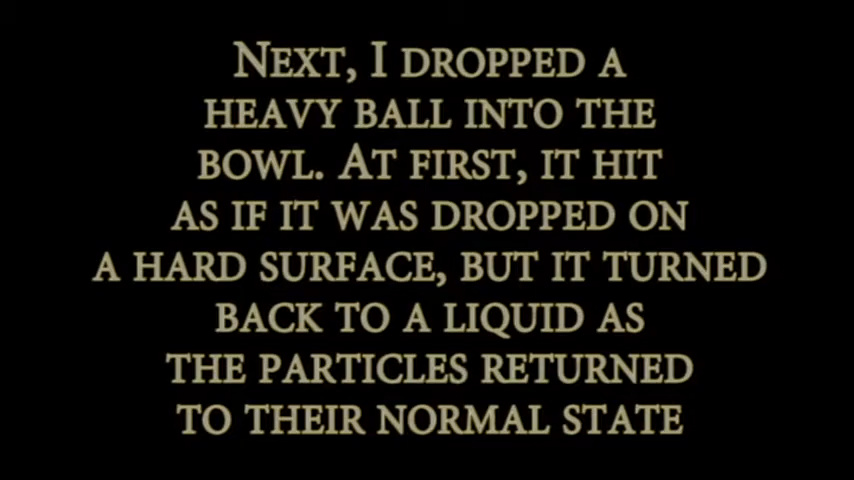 Next, I dropped a
heavy ball into the
bowl. At first, it hit
as if it was dropped on
a hard surface, but it turned
back to a liquid as
the particles returned
to their normal state